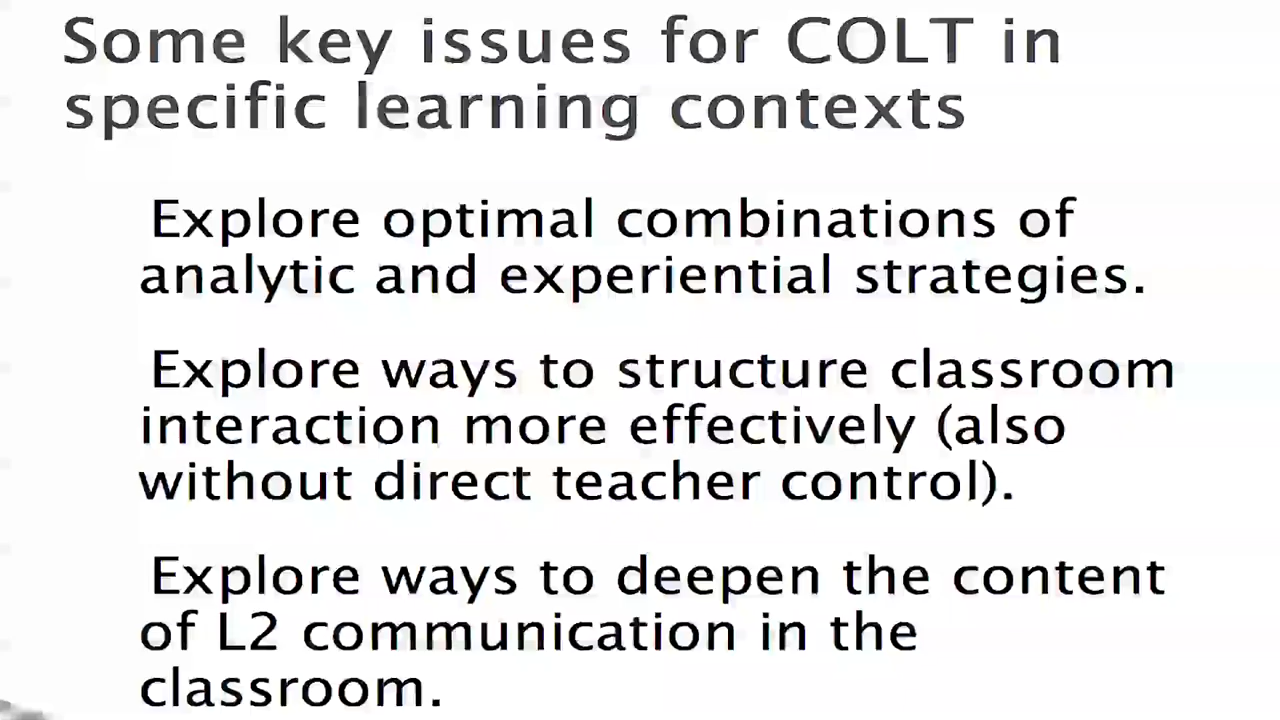 Some key issues for COLT in
specific learning contexts
Explore optimal combinations of
analytic and experiential strategies.
Explore ways to structure classroom
interaction more effectively (also
without direct teacher control).
Explore ways to deepen the content
of L2 communication in the
classroom.